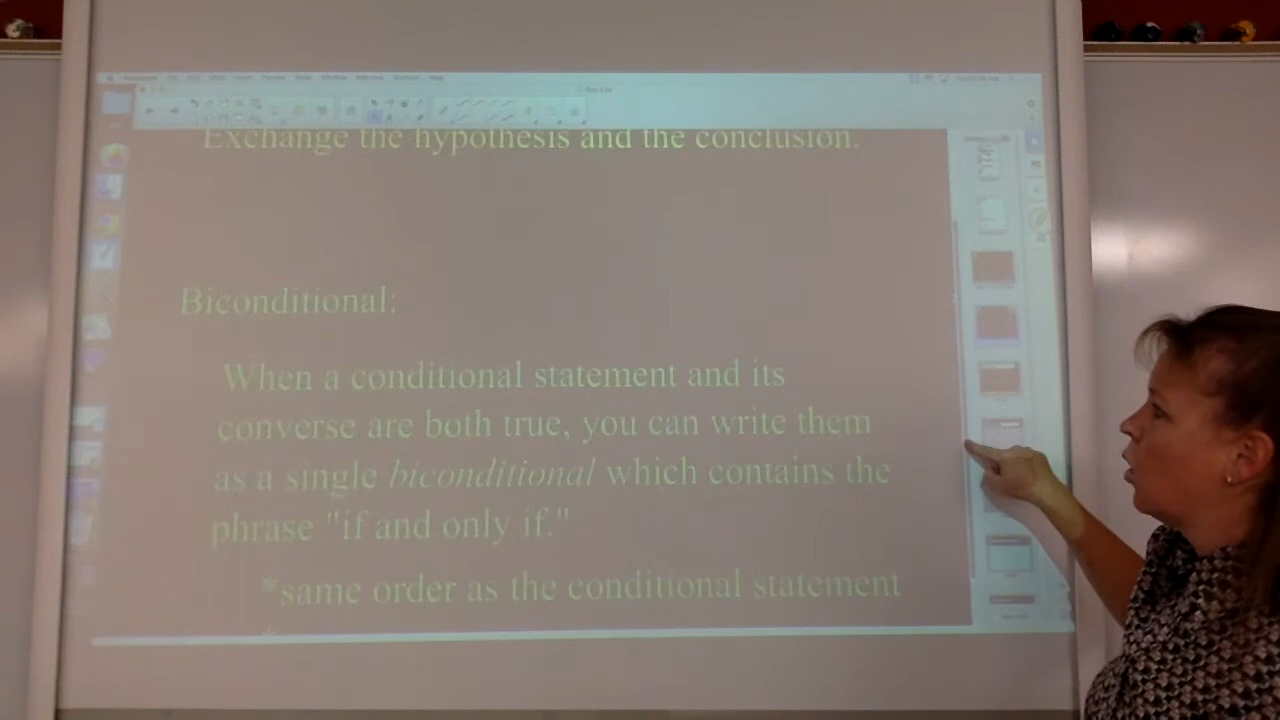 Exchange the hypothesis and the conclusion.
Biconditional:
When a conditional statement and its
converse are both true, you can write them
as a single biconditional which contains the
phrase "if and only if."
*same order as the conditional statement